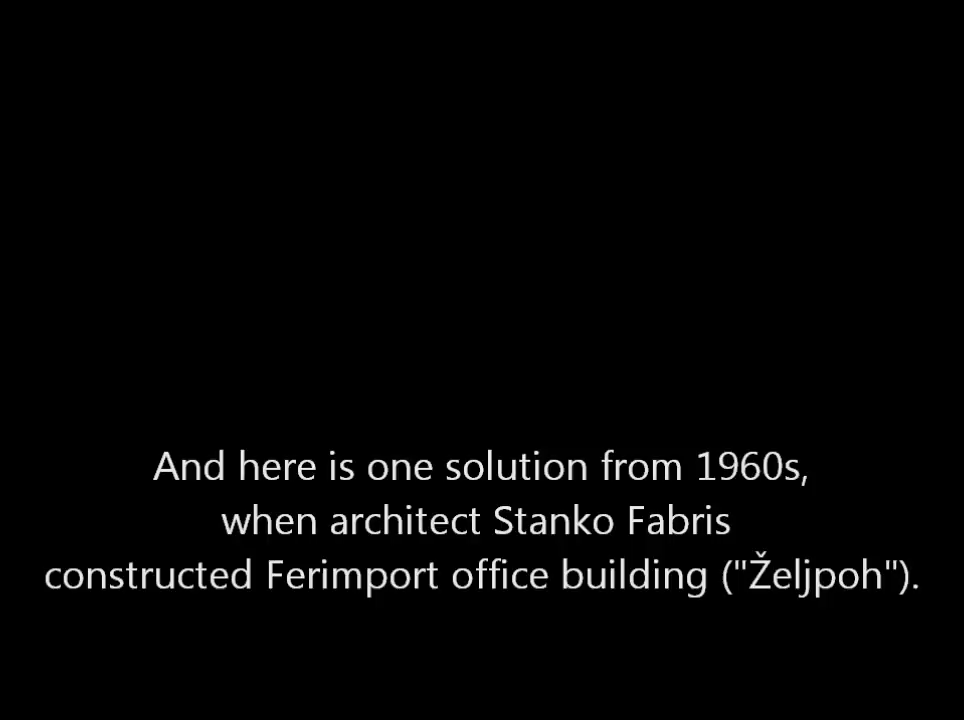 And here is one solution from 1960s,
when architect Stanko Fabris
constructed Ferimport office building ("Željpoh").